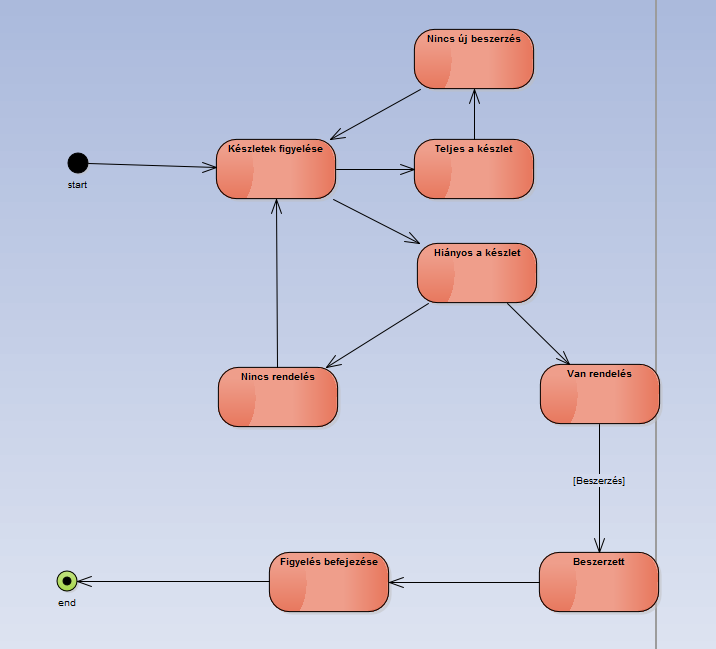 Nincs új beszerzés
Készletek figyelése
Teljes a készlet
start
Hiányos a készlet
Nincs rendelés
Van rendelés
[Beszerzés]
Figyelés befejezése
Beszerzett
end